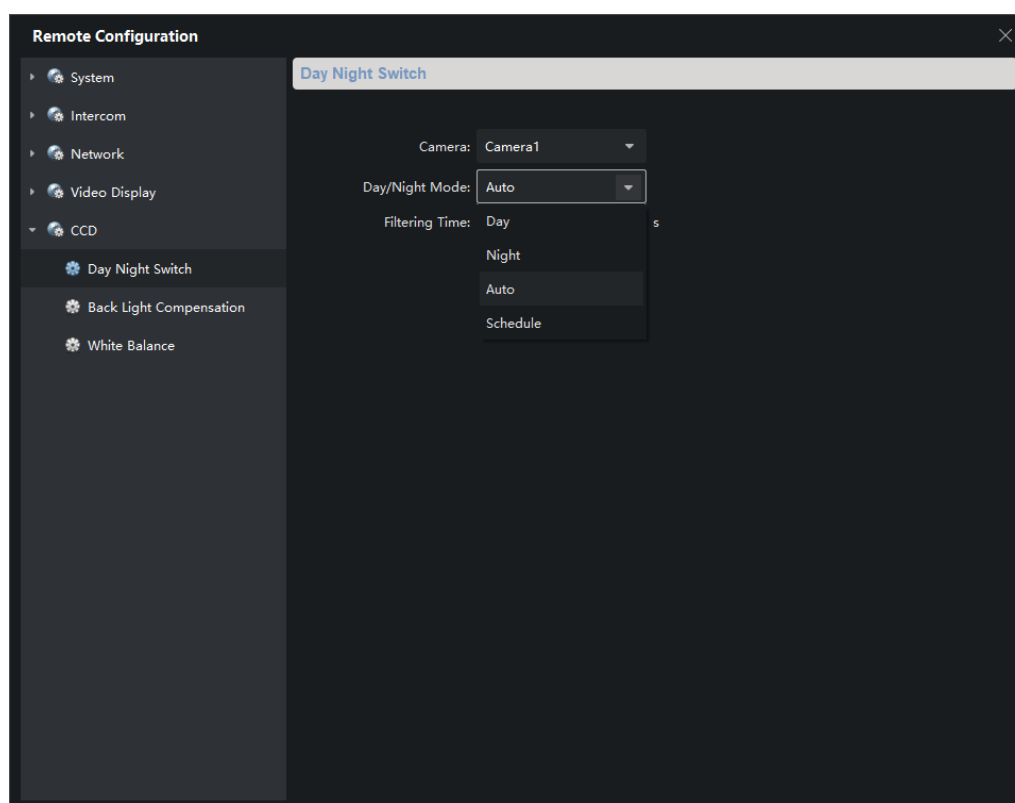 Remote Configuration
System
Intercom
Network
Video Display
CCD
Day Night Switch
Back Light Compensation
White Balance
Day Night Switch
Camera: Camera1
Day/Night Mode: Auto
Filtering Time: s
Day
Night
Auto
Schedule